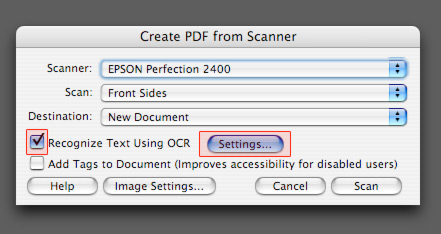 Create PDF from Scanner
Scanner: EPSON Perfection 2400
Scan: Front Sides
Destination: New Document
Recognize Text Using OCR Settings...
Add Tags to Document (Improves accessibility for disabled users)
Help Image Settings... Cancel Scan